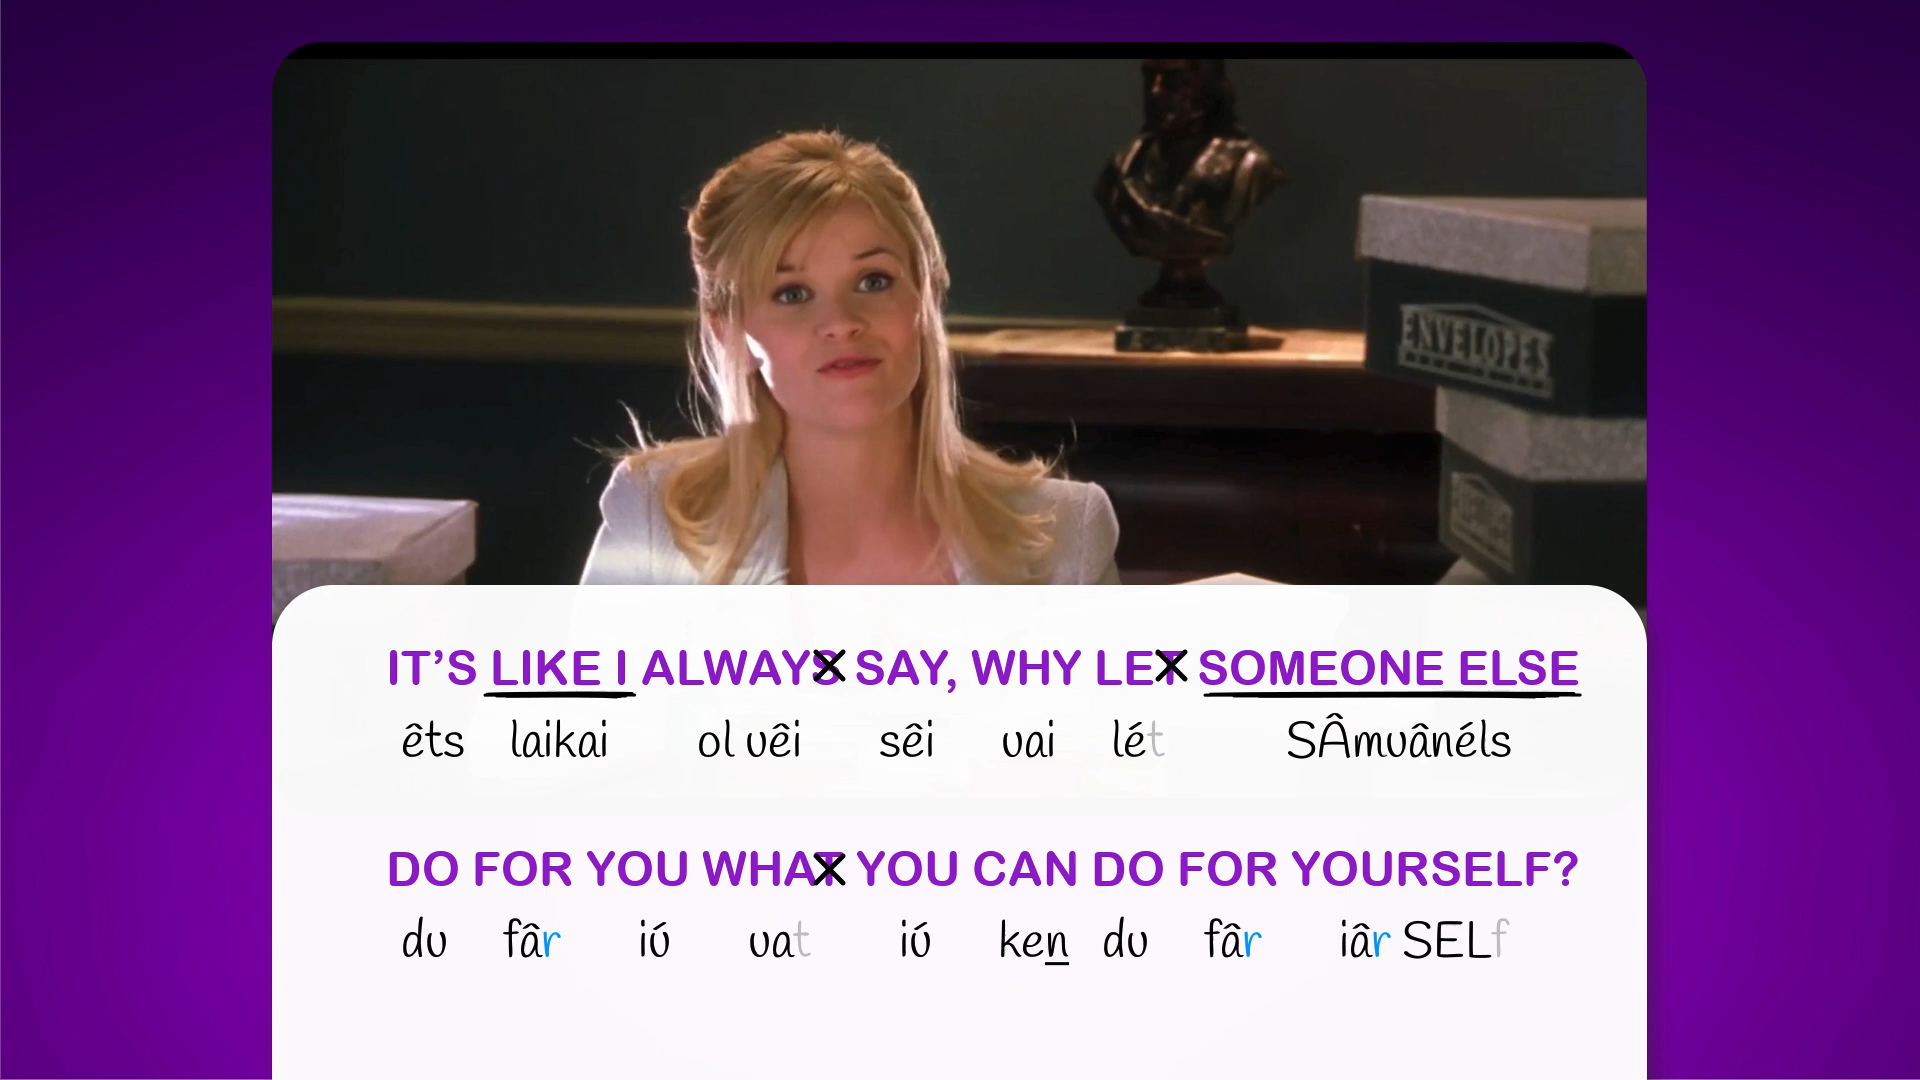 ENVELOPES
IT'S LIKE I ALWAYS SAY, WHY LET SOMEONE ELSE
êts laikai ol uêi sêi uai lét SÂmuânéls
DO FOR YOU WHAT YOU CAN DO FOR YOURSELF?
du fâr iú uat iú ken du fâr iâr SELf